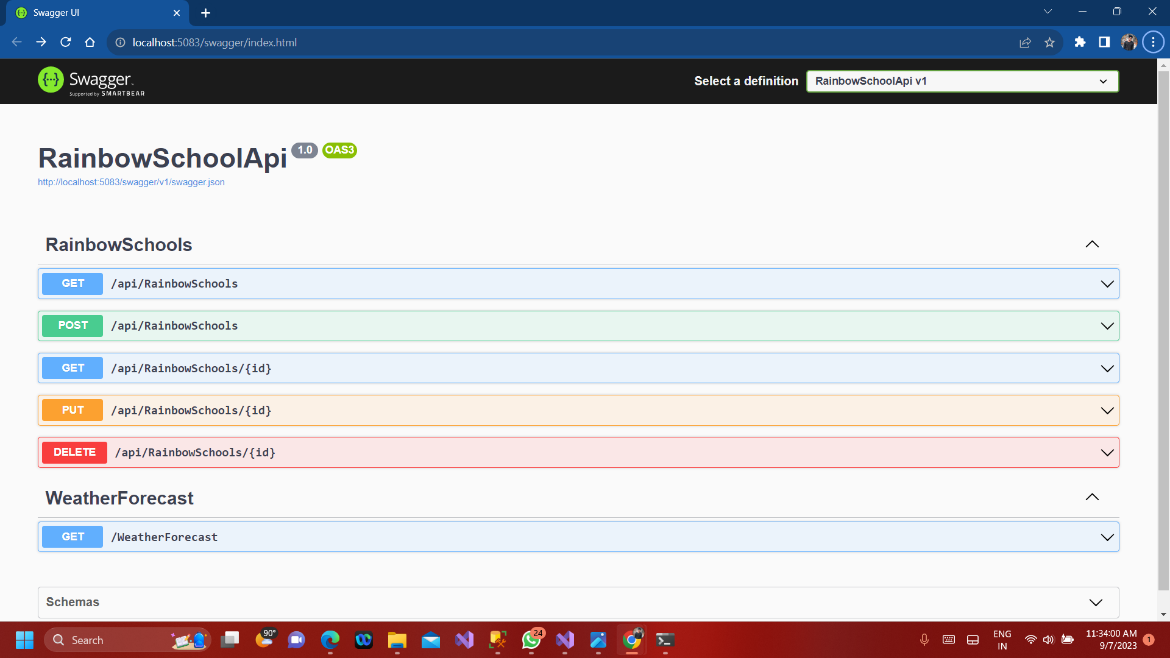 Swagger UI
localhost:5083/swagger/index.html
Swagger.
Supported by SMARTBEAR
Select a definition
RainbowSchoolApi v1
RainbowSchoolApi 1.0 OAS3
http://localhost:5083/swagger/v1/swagger.json
RainbowSchools
GET /api/RainbowSchools
POST /api/RainbowSchools
GET /api/RainbowSchools/{id}
PUT /api/RainbowSchools/{id}
DELETE /api/RainbowSchools/{id}
WeatherForecast
GET /WeatherForecast
Schemas
Search
90°
24
ENG
IN
11:34:00 AM
9/7/2023
1